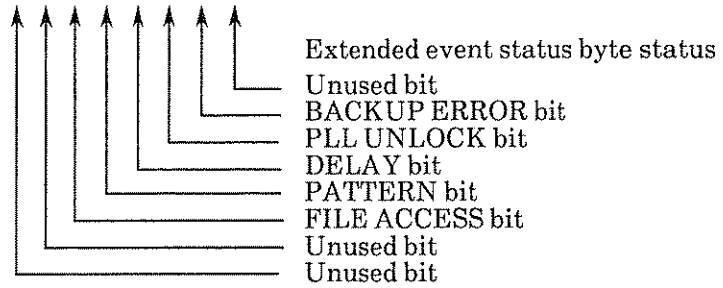 Extended event status byte status
Unused bit
BACKUP ERROR bit
PLL UNLOCK bit
DELAY bit
PATTERN bit
FILE ACCESS bit
Unused bit
Unused bit